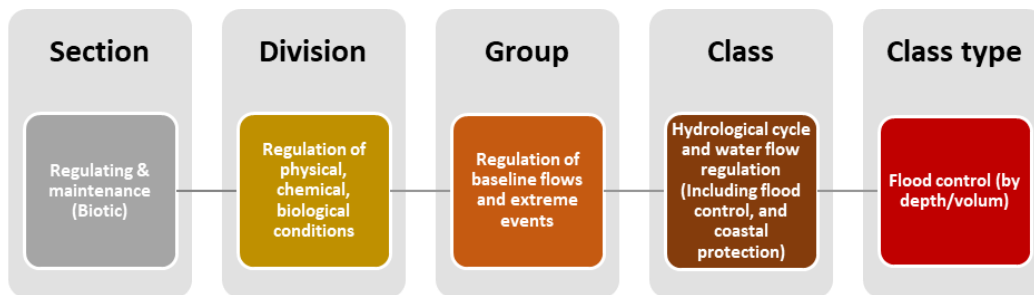 Section
Division
Group
Class
Class type
Regulating &
maintenance
(Biotic)
Regulation of
physical,
chemical,
biological
conditions
Regulation of
baseline flows
and extreme
events
Hydrological cycle
and water flow
regulation
(Including flood
control, and
coastal
protection)
Flood control (by
depth/volum)